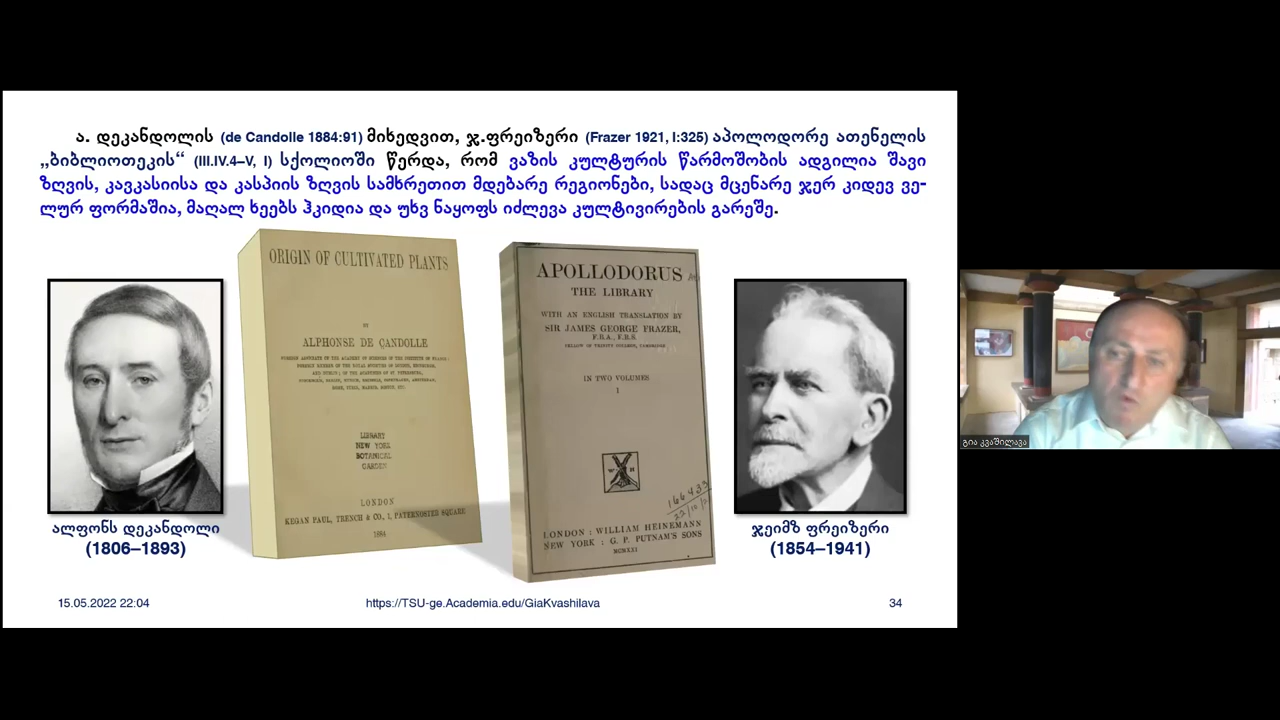 ა. დეკანდოლის (de Candolle 1884:91) მიხედვით, ჯ.ფრეიზერი (Frazer 1921, I:325) აპოლოდორე ათენელის
„ბიბლიოთეკის“ (III.IV.4–V, I) სქოლიოში წერდა, რომ ვაზის კულტურის წარმოშობის ადგილია შავი
ზღვის, კავკასიისა და კასპიის ზღვის სამხრეთით მდებარე რეგიონები, სადაც მცენარე ჯერ კიდევ ვე-
ლურ ფორმაშია, მაღალ ხეებს ჰკიდია და უხვ ნაყოფს იძლევა კულტივირების გარეშე.
ORIGIN OF CULTIVATED PLANTS
BY
ALPHONSE DE CANDOLLE
LIBRARY
NEW YORK
BOTANICAL
GARDEN
LONDON
KEGAN PAUL, TRENCH & CO., 1, PATERNOSTER SQUARE
1884
APOLLODORUS
THE LIBRARY
WITH AN ENGLISH TRANSLATION BY
SIR JAMES GEORGE FRAZER,
F.B.A., F.R.S.
FELLOW OF TRINITY COLLEGE, CAMBRIDGE
IN TWO VOLUMES
I
W H
LONDON : WILLIAM HEINEMANN
NEW YORK : G. P. PUTNAM'S SONS
MCMXXI
ალფონს დეკანდოლი
(1806–1893)
ჯეიმზ ფრეიზერი
(1854–1941)
15.05.2022 22:04
https://TSU-ge.Academia.edu/GiaKvashilava
34
გია კვაშილავა